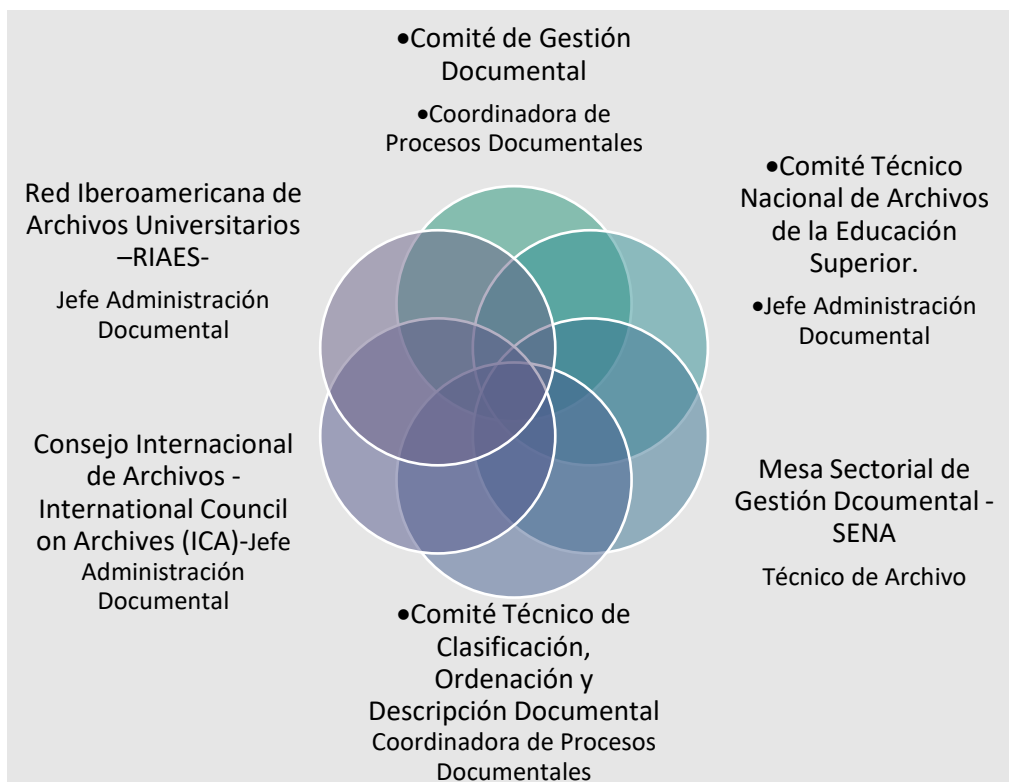 •Comité de Gestión
Documental
•Coordinadora de
Procesos Documentales
•Comité Técnico
Nacional de Archivos
de la Educación
Superior.
•Jefe Administración
Documental
Mesa Sectorial de
Gestión Dcoumental -
SENA
Técnico de Archivo
•Comité Técnico de
Clasificación,
Ordenación y
Descripción Documental
Coordinadora de Procesos
Documentales
Consejo Internacional
de Archivos -
International Council
on Archives (ICA)-Jefe
Administración
Documental
Red Iberoamericana de
Archivos Universitarios
–RIAES-
Jefe Administración
Documental